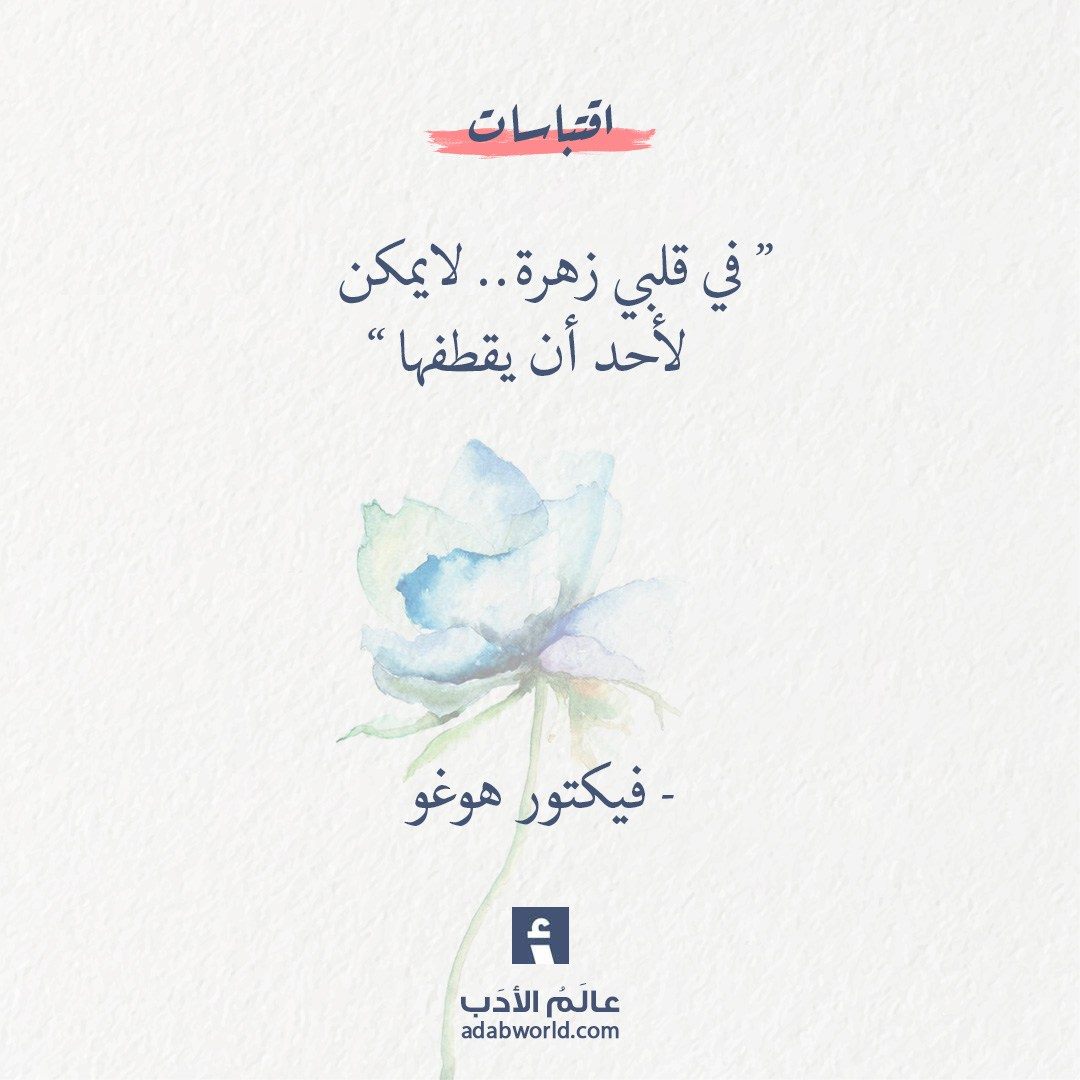 اقتباسات
” في قلبي زهرة.. لايمكن
لأحد أن يقطفها “
- فيكتور هوغو
أ
عالَمُ الأدَب
adabworld.com